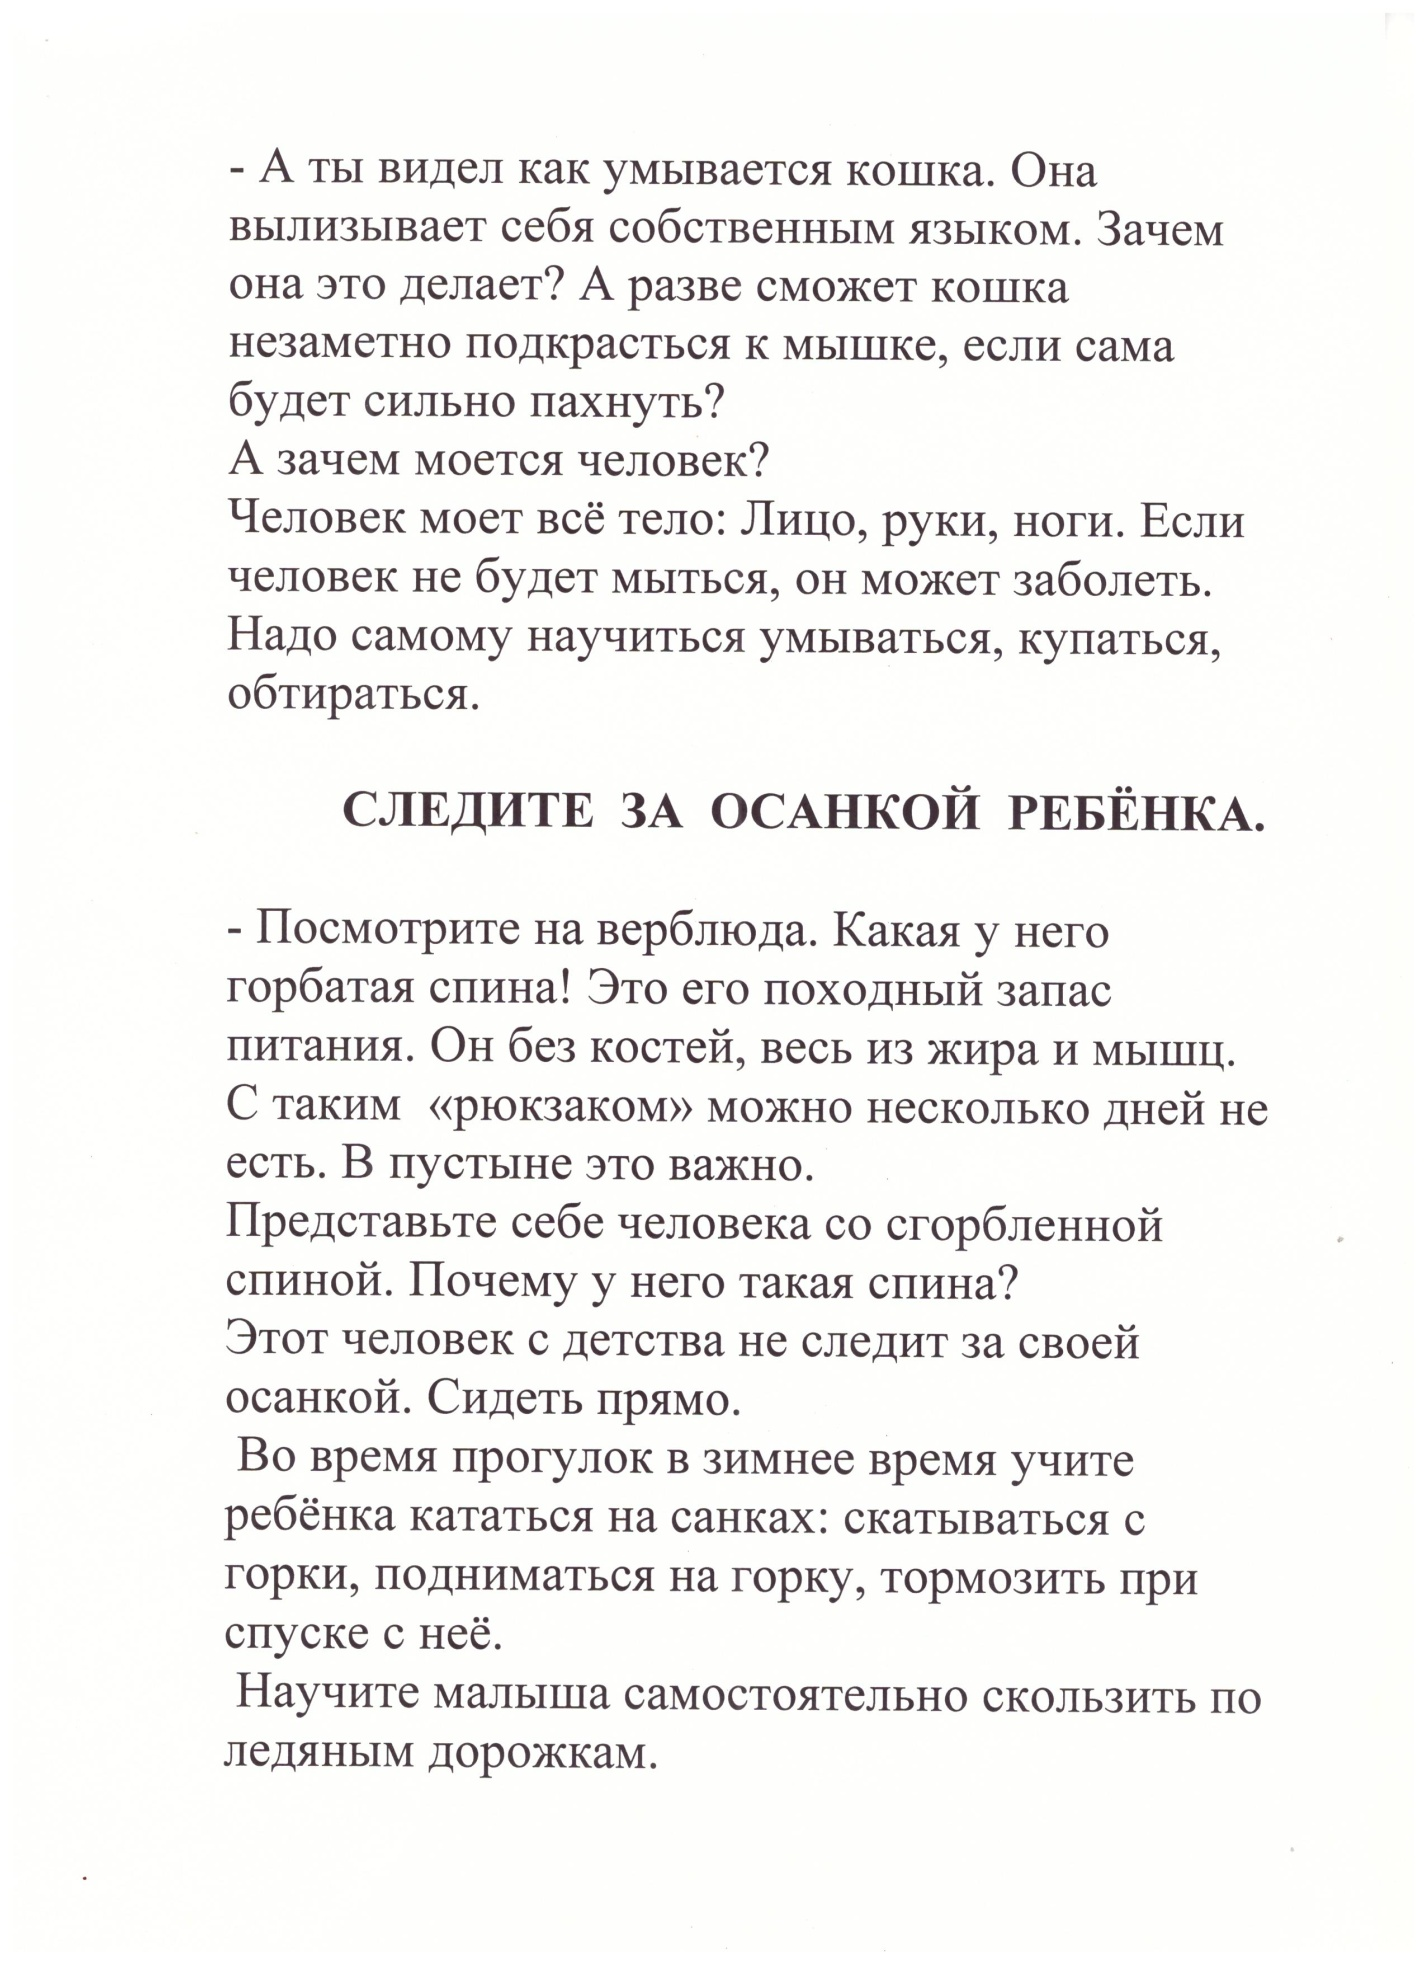 - А ты видел как умывается кошка. Она
вылизывает себя собственным языком. Зачем
она это делает? А разве сможет кошка
незаметно подкрасться к мышке, если сама
будет сильно пахнуть?
А зачем моется человек?
Человек моет всё тело: Лицо, руки, ноги. Если
человек не будет мыться, он может заболеть.
Надо самому научиться умываться, купаться,
обтираться.
СЛЕДИТЕ ЗА ОСАНКОЙ РЕБЁНКА.
- Посмотрите на верблюда. Какая у него
горбатая спина! Это его походный запас
питания. Он без костей, весь из жира и мышц.
С таким «рюкзаком» можно несколько дней не
есть. В пустыне это важно.
Представьте себе человека со сгорбленной
спиной. Почему у него такая спина?
Этот человек с детства не следит за своей
осанкой. Сидеть прямо.
Во время прогулок в зимнее время учите
ребёнка кататься на санках: скатываться с
горки, подниматься на горку, тормозить при
спуске с неё.
Научите малыша самостоятельно скользить по
ледяным дорожкам.